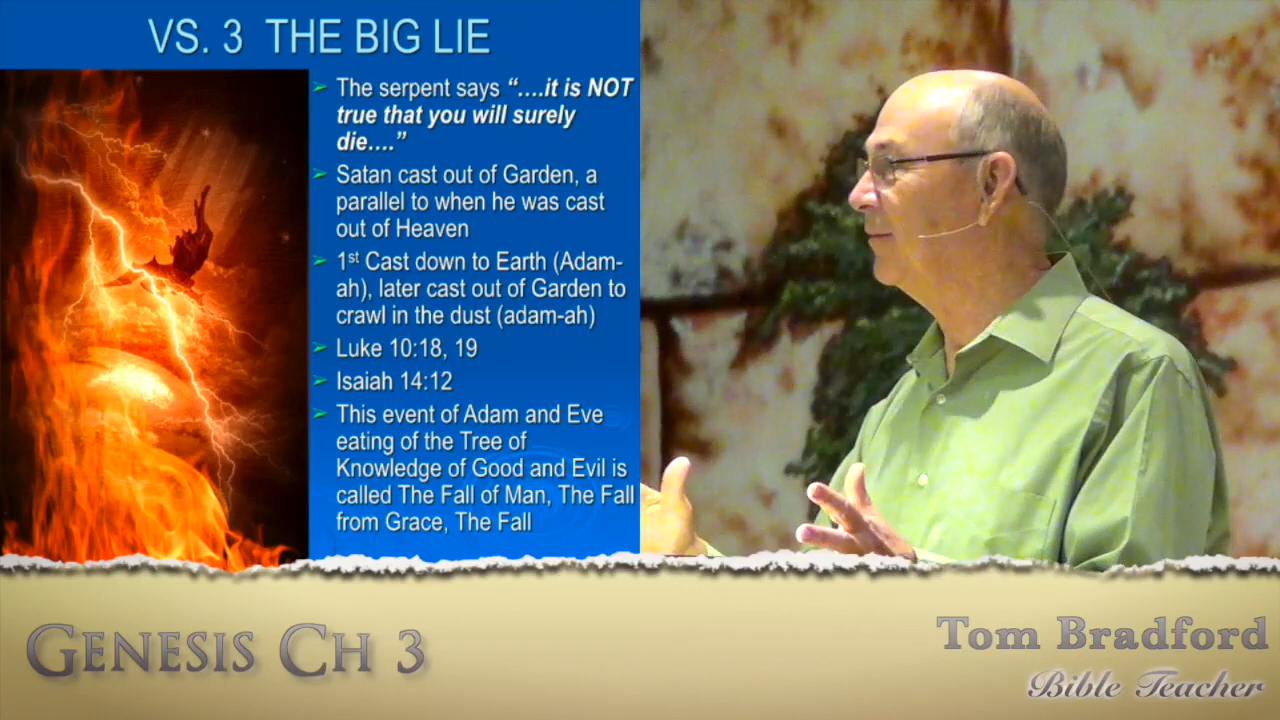 VS. 3 THE BIG LIE
The serpent says “….it is NOT
true that you will surely
die….”
Satan cast out of Garden, a
parallel to when he was cast
out of Heaven
1st Cast down to Earth (Adam-
ah), later cast out of Garden to
crawl in the dust (adam-ah)
Luke 10:18, 19
Isaiah 14:12
This event of Adam and Eve
eating of the Tree of
Knowledge of Good and Evil is
called The Fall of Man, The Fall
from Grace, The Fall
GENESIS CH 3
Tom Bradford
Bible Teacher